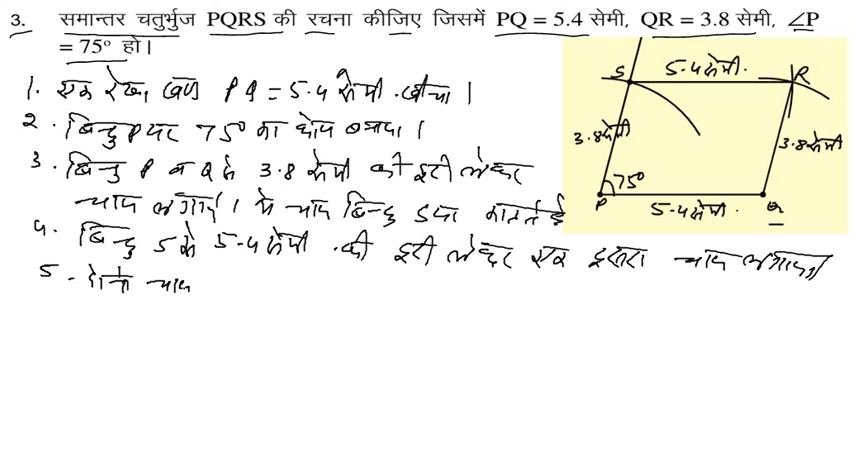 3. समान्तर चतुर्भुज PQRS की रचना कीजिए जिसमें PQ = 5.4 सेमी, QR = 3.8 सेमी, ∠P
= 75° हो।
1. एक रेखा खण्ड PQ = 5.4 सेमी. खींचा।
2. बिन्दु P पर 75° का कोण बनाया।
3. बिन्दु P व Q से 3.8 सेमी की दूरी लेकर
चाप लगाये। ये चाप बिन्दु S पर काटते है
4. बिन्दु S से 5.4 सेमी. की दूरी लेकर एक दूसरा चाप लगाया।
5. दोनो चाप
S 5.4 सेमी. R
3.8 सेमी 3.8 सेमी
75°
P 5.4 सेमी. Q